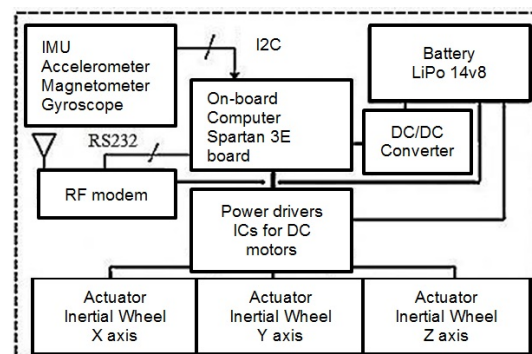 IMU
Accelerometer
Magnetometer
Gyroscope
I2C
Battery
LiPo 14v8
On-board
Computer
Spartan 3E
board
DC/DC
Converter
RS232
RF modem
Power drivers
ICs for DC
motors
Actuator
Inertial Wheel
X axis
Actuator
Inertial Wheel
Y axis
Actuator
Inertial Wheel
Z axis